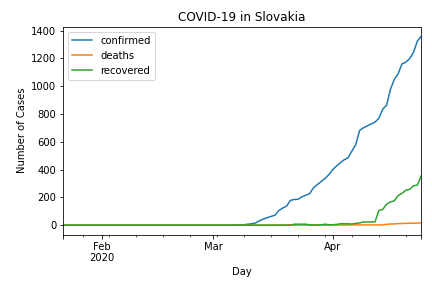 COVID-19 in Slovakia
1400
1200
1000
800
600
400
200
0
Number of Cases
confirmed
deaths
recovered
Feb
2020
Mar
Apr
Day